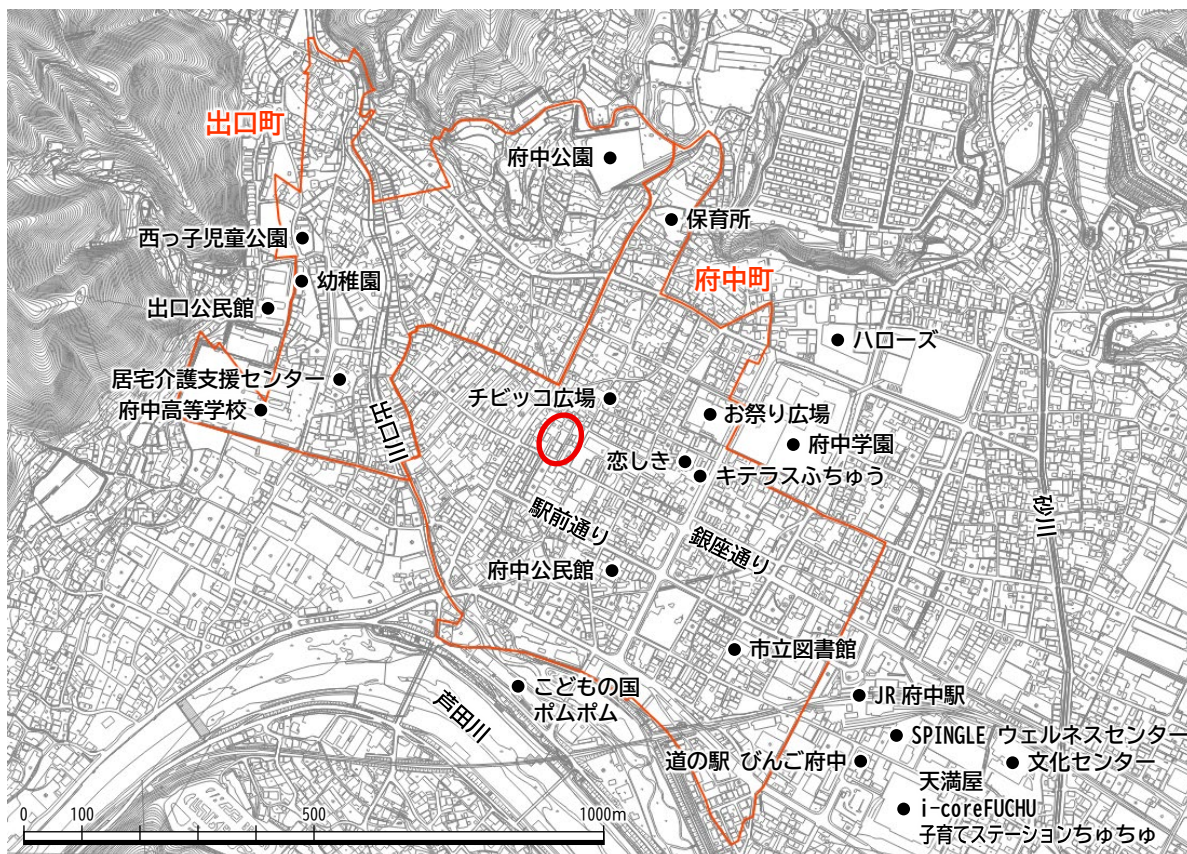 出口町
府中公園
保育所
西っ子児童公園
府中町
幼稚園
出口公民館
ハローズ
居宅介護支援センター
チビッコ広場
お祭り広場
府中高等学校
出口川
府中学園
恋しき
キテラスふちゅう
砂川
駅前通り
銀座通り
府中公民館
市立図書館
こどもの国
ポムポム
芦田川
JR府中駅
SPINGLE ウェルネスセンター
道の駅 びんご府中
文化センター
天満屋
i-coreFUCHU
子育てステーションちゅちゅ
0 100 500 1000m